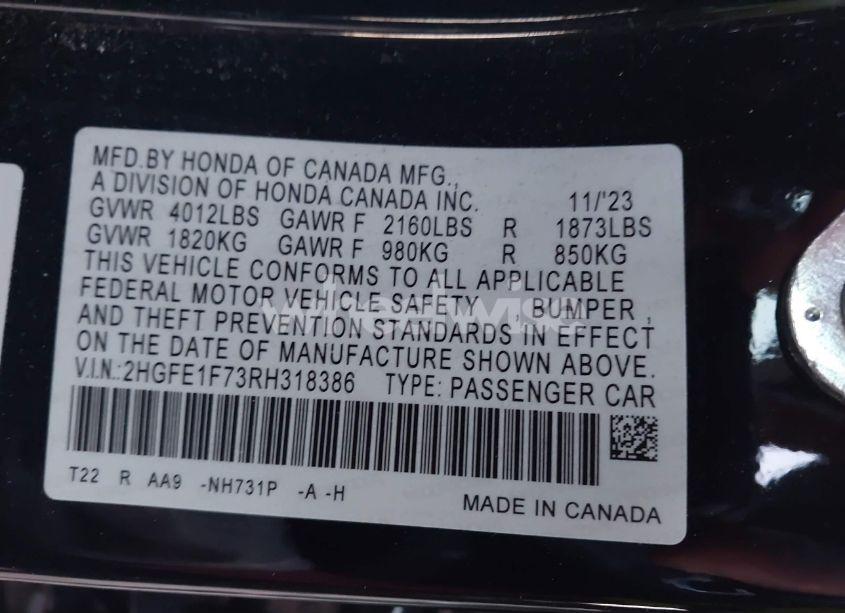 MFD.BY HONDA OF CANADA MFG.,
A DIVISION OF HONDA CANADA INC. 11/'23
GVWR 4012LBS GAWR F 2160LBS R 1873LBS
GVWR 1820KG GAWR F 980KG R 850KG
THIS VEHICLE CONFORMS TO ALL APPLICABLE
FEDERAL MOTOR VEHICLE SAFETY , BUMPER ,
AND THEFT PREVENTION STANDARDS IN EFFECT
ON THE DATE OF MANUFACTURE SHOWN ABOVE.
V.I.N.:2HGFE1F73RH318386 TYPE: PASSENGER CAR
T22 R AA9 -NH731P -A -H
MADE IN CANADA